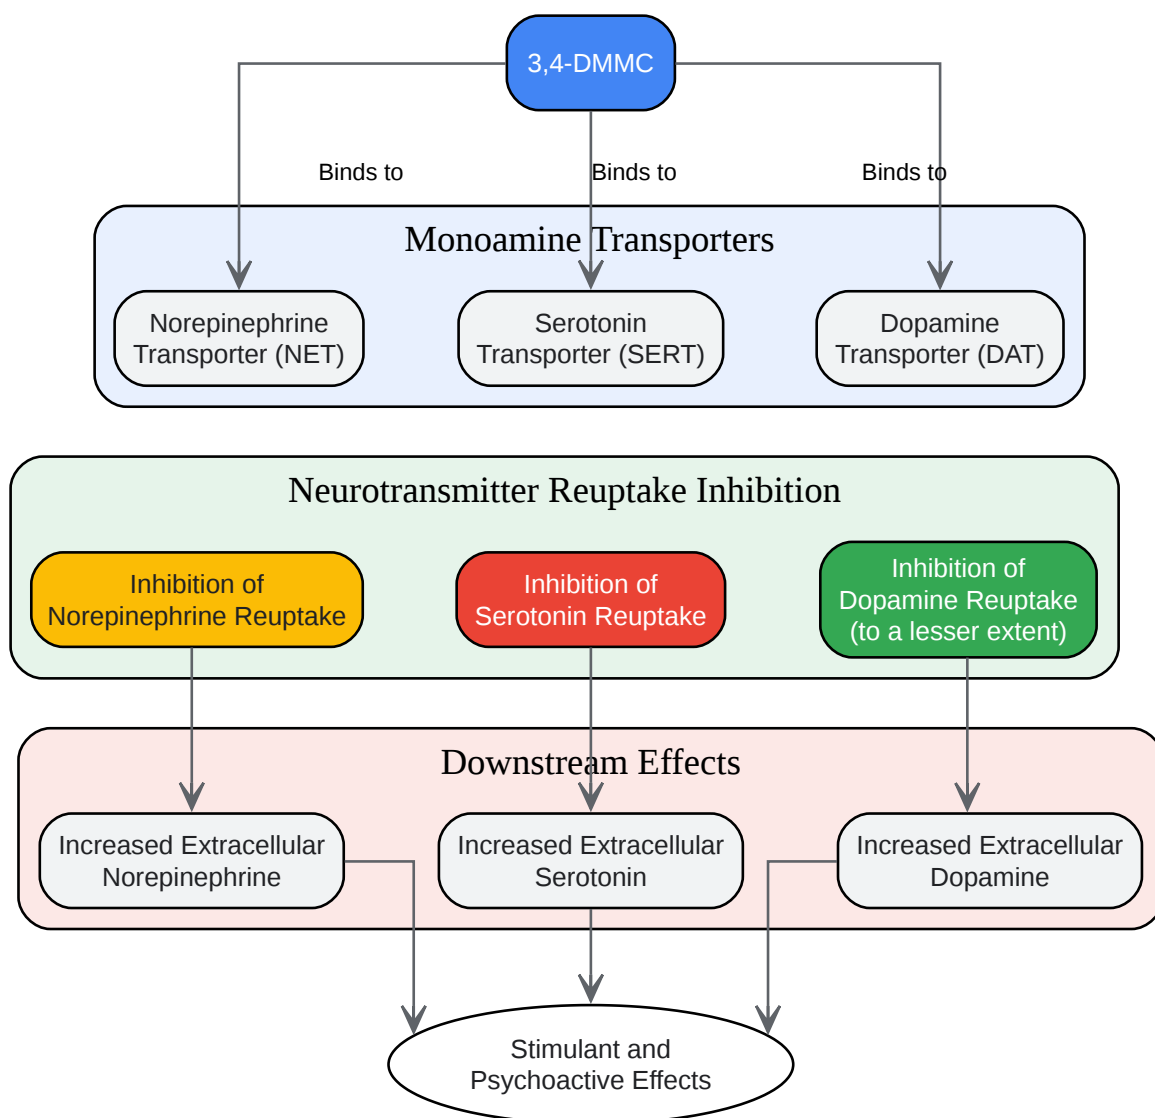 3,4-DMMC
Binds to
Binds to
Binds to
Monoamine Transporters
Norepinephrine
Transporter (NET)
Serotonin
Transporter (SERT)
Dopamine
Transporter (DAT)
Neurotransmitter Reuptake Inhibition
Inhibition of
Norepinephrine Reuptake
Inhibition of
Serotonin Reuptake
Inhibition of
Dopamine Reuptake
(to a lesser extent)
Downstream Effects
Increased Extracellular
Norepinephrine
Increased Extracellular
Serotonin
Increased Extracellular
Dopamine
Stimulant and
Psychoactive Effects